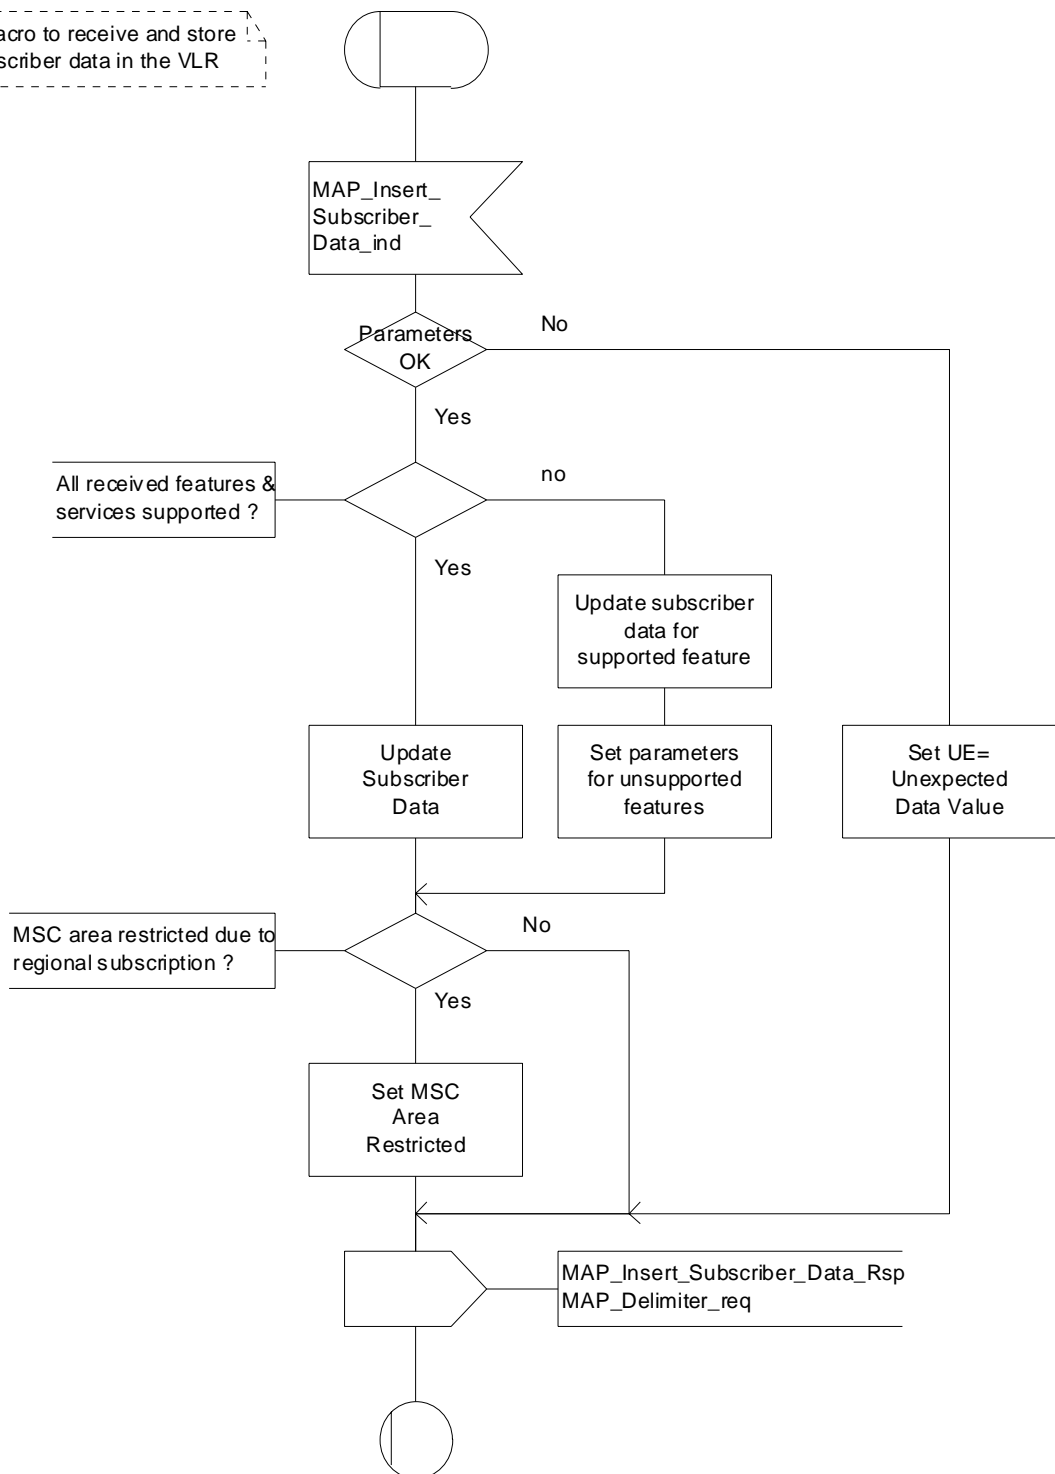 acro to receive and store
scriber data in the VLR
MAP_Insert_
Subscriber_
Data_ind
Parameters
OK
No
Yes
All received features &
services supported ?
no
Yes
Update subscriber
data for
supported feature
Update
Subscriber
Data
Set parameters
for unsupported
features
Set UE=
Unexpected
Data Value
MSC area restricted due to
regional subscription ?
No
Yes
Set MSC
Area
Restricted
MAP_Insert_Subscriber_Data_Rsp
MAP_Delimiter_req